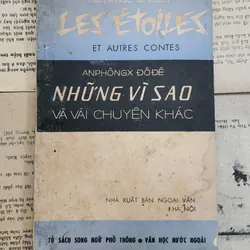 LES ÉTOILES
ET AUTRES CONTES
ANPHÔNGX ĐÔĐÊ
NHỮNG VÌ SAO
VÀ VÀI CHUYỆN KHÁC
NHÀ XUẤT BẢN NGOẠI VĂN
HÀ NỘI
TỦ SÁCH SONG NGỮ PHỔ THÔNG • VĂN HỌC NƯỚC NGOÀI